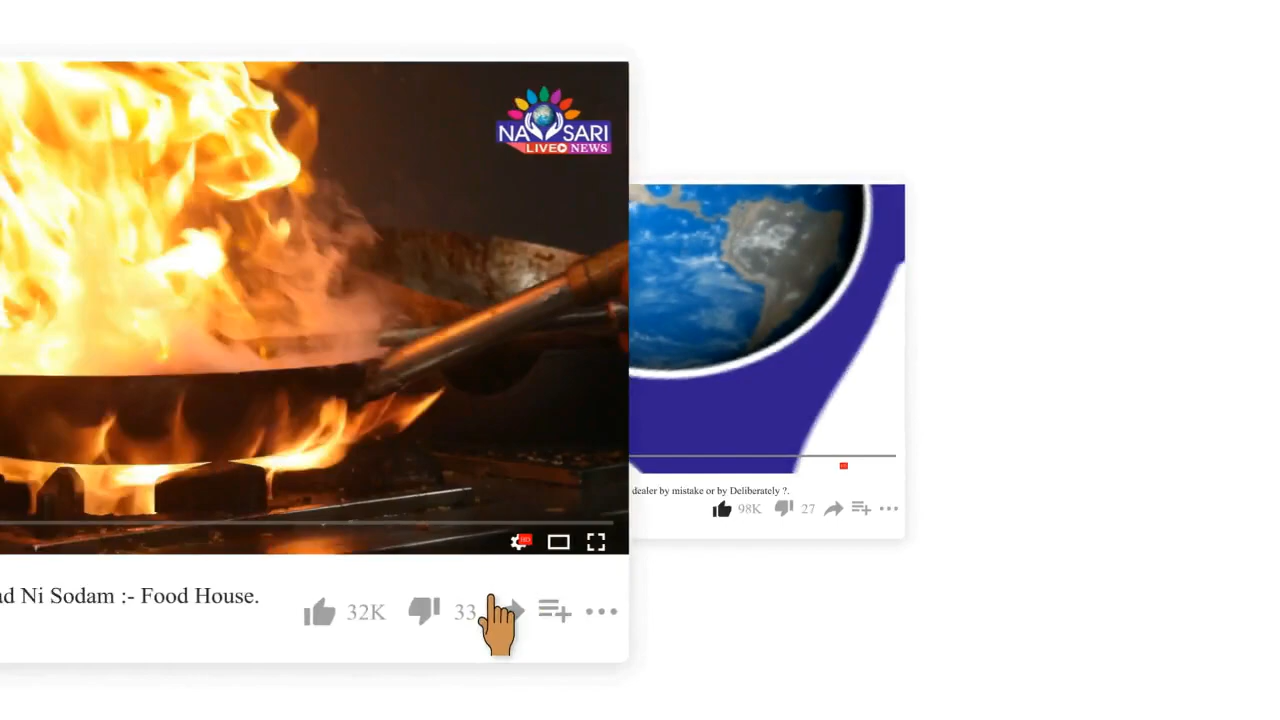 NAVSARI
LIVE NEWS
HD
ad Ni Sodam :- Food House.
32K 33
dealer by mistake or by Deliberately ?.
98K 27